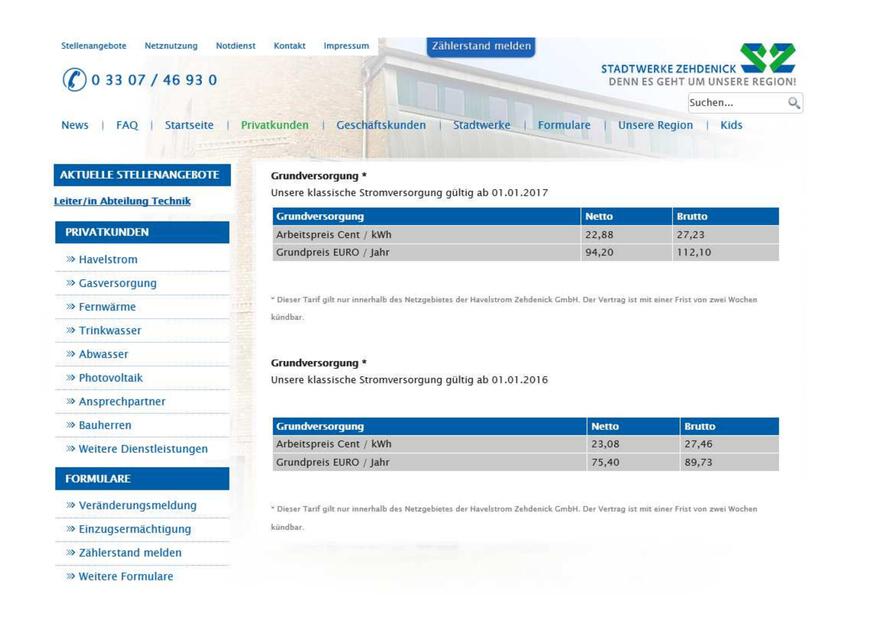 Stellenangebote Netznutzung Notdienst Kontakt Impressum Zählerstand melden
0 33 07 / 46 93 0
STADTWERKE ZEHDENICK
DENN ES GEHT UM UNSERE REGION!
Suchen...
News | FAQ | Startseite | Privatkunden | Geschäftskunden | Stadtwerke | Formulare | Unsere Region | Kids
AKTUELLE STELLENANGEBOTE
Leiter/in Abteilung Technik
PRIVATKUNDEN
Havelstrom
Gasversorgung
Fernwärme
Trinkwasser
Abwasser
Photovoltaik
Ansprechpartner
Bauherren
Weitere Dienstleistungen
FORMULARE
Veränderungsmeldung
Einzugsermächtigung
Zählerstand melden
Weitere Formulare
Grundversorgung *
Unsere klassische Stromversorgung gültig ab 01.01.2017
Grundversorgung Netto Brutto
Arbeitspreis Cent / kWh 22,88 27,23
Grundpreis EURO / Jahr 94,20 112,10
* Dieser Tarif gilt nur innerhalb des Netzgebietes der Havelstrom Zehdenick GmbH. Der Vertrag ist mit einer Frist von zwei Wochen
kündbar.
Grundversorgung *
Unsere klassische Stromversorgung gültig ab 01.01.2016
Grundversorgung Netto Brutto
Arbeitspreis Cent / kWh 23,08 27,46
Grundpreis EURO / Jahr 75,40 89,73
* Dieser Tarif gilt nur innerhalb des Netzgebietes der Havelstrom Zehdenick GmbH. Der Vertrag ist mit einer Frist von zwei Wochen
kündbar.